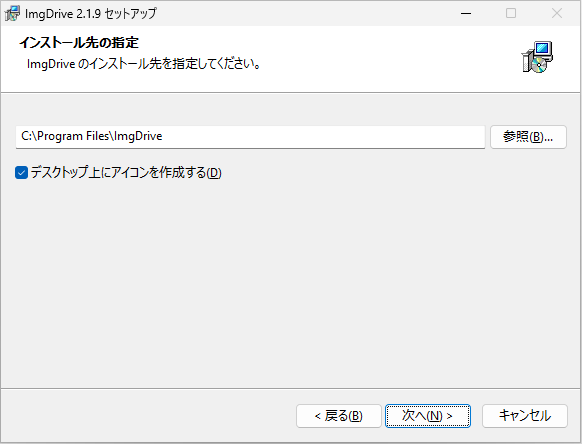 ImgDrive 2.1.9 セットアップ
インストール先の指定
ImgDrive のインストール先を指定してください。
C:\Program Files\ImgDrive
参照(B)...
デスクトップ上にアイコンを作成する(D)
< 戻る(B)
次へ(N) >
キャンセル